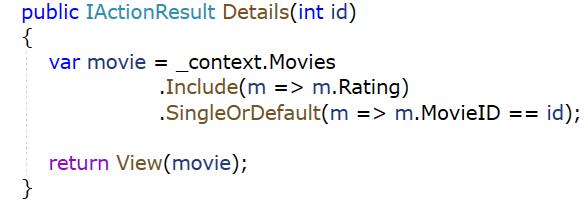 public IActionResult Details(int id)
{
    var movie = _context.Movies
                .Include(m => m.Rating)
                .SingleOrDefault(m => m.MovieID == id);

    return View(movie);
}